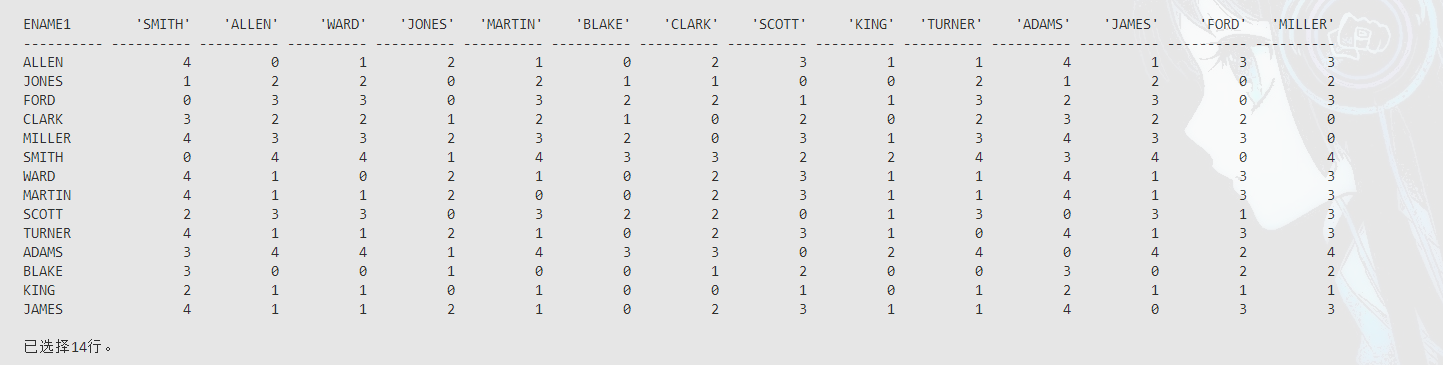 ENAME1 'SMITH' 'ALLEN' 'WARD' 'JONES' 'MARTIN' 'BLAKE' 'CLARK' 'SCOTT' 'KING' 'TURNER' 'ADAMS' 'JAMES' 'FORD' 'MILLER'
---------- ---------- ---------- ---------- ---------- ---------- ---------- ---------- ---------- ---------- ---------- ---------- ---------- ---------- ----------
ALLEN 4 0 1 2 1 0 2 3 1 1 4 1 3 3
JONES 1 2 2 0 2 1 1 0 0 2 1 2 0 2
FORD 0 3 3 0 3 2 2 1 1 3 2 3 0 3
CLARK 3 2 2 1 2 1 0 2 0 2 3 2 2 0
MILLER 4 3 3 2 3 2 0 3 1 3 4 3 3 0
SMITH 0 4 4 1 4 3 3 2 2 4 3 4 0 4
WARD 4 1 0 2 1 0 2 3 1 1 4 1 3 3
MARTIN 4 1 1 2 0 0 2 3 1 1 4 1 3 3
SCOTT 2 3 3 0 3 2 2 0 1 3 0 3 1 3
TURNER 4 1 1 2 1 0 2 3 1 0 4 1 3 3
ADAMS 3 4 4 1 4 3 3 0 2 4 0 4 2 4
BLAKE 3 0 0 1 0 0 1 2 0 0 3 0 2 2
KING 2 1 1 0 1 0 0 1 0 1 2 1 1 1
JAMES 4 1 1 2 1 0 2 3 1 1 4 0 3 3
已选择14行。